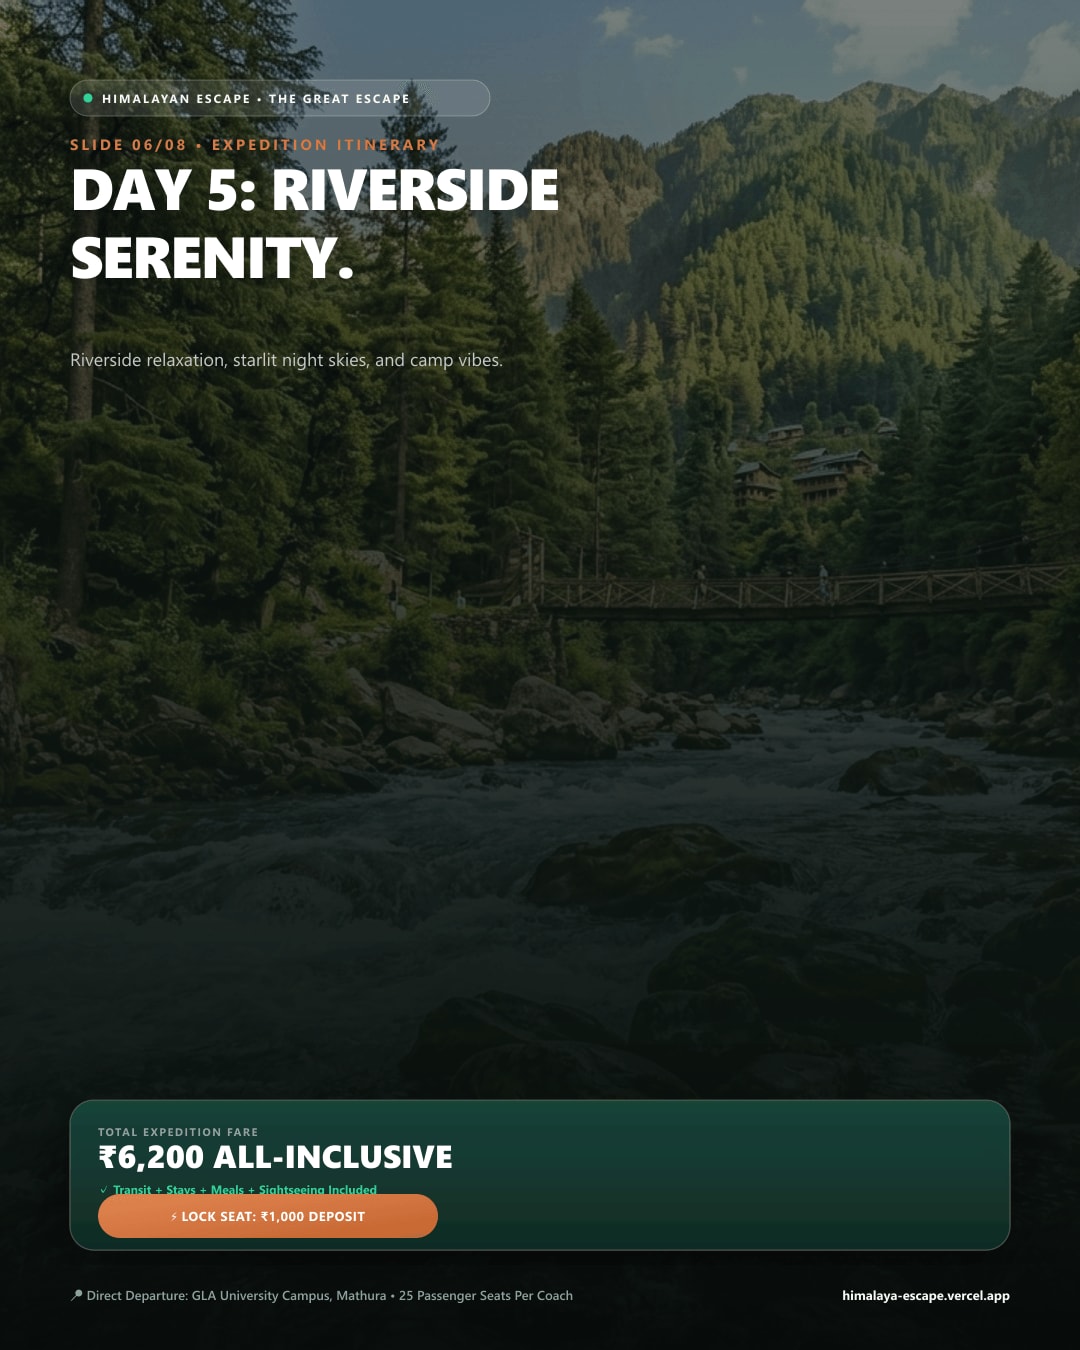 HIMALAYAN ESCAPE • THE GREAT ESCAPE
SLIDE 06/08 • EXPEDITION ITINERARY
DAY 5: RIVERSIDE
SERENITY.
Riverside relaxation, starlit night skies, and camp vibes.
TOTAL EXPEDITION FARE
₹6,200 ALL-INCLUSIVE
✓ Transit + Stays + Meals + Sightseeing Included
⚡ LOCK SEAT: ₹1,000 DEPOSIT
📍 Direct Departure: GLA University Campus, Mathura • 25 Passenger Seats Per Coach
himalaya-escape.vercel.app